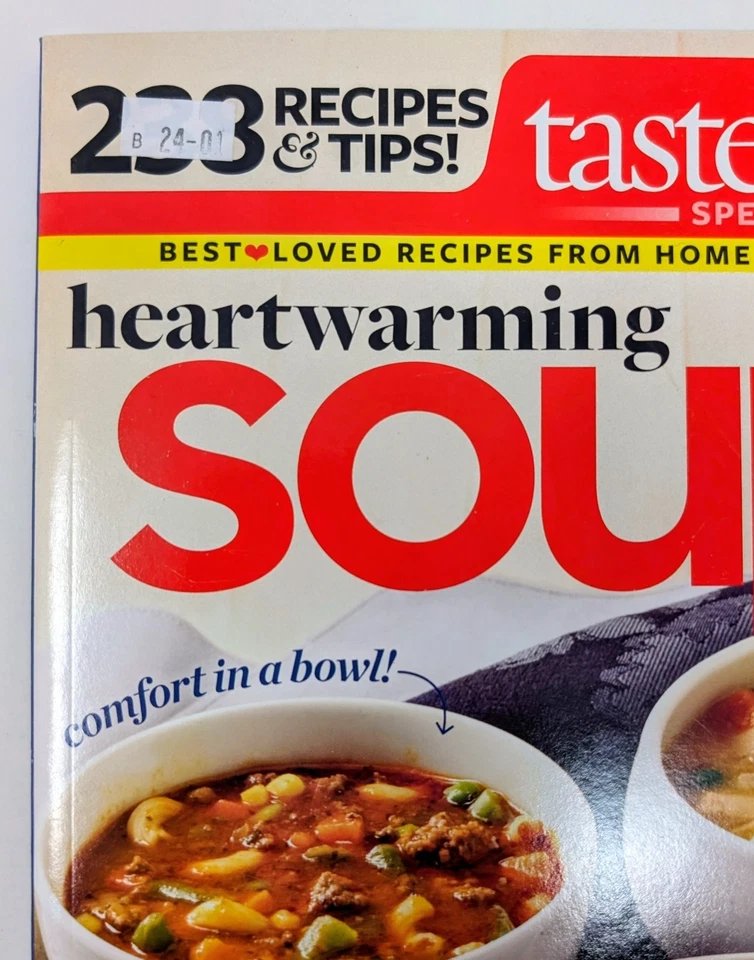 RECIPES
& TIPS!
B 24-01
taste
SPE
BEST❤LOVED RECIPES FROM HOME
heartwarming
SOU
comfort in a bowl!